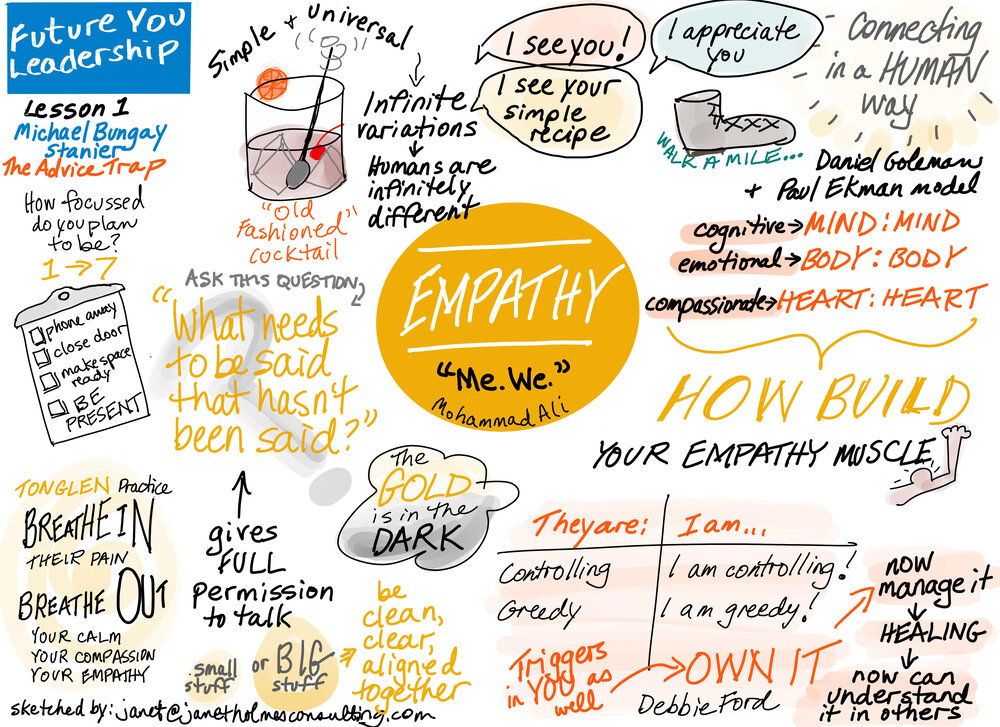 Future You
Leadership
Lesson 1
Michael Bungay
Stanier
The Advice Trap
How focussed
do you plan
to be?
1 → 7
phone away
close door
make space
ready
BE
PRESENT
Simple + universal
"Old
Fashioned"
cocktail
Infinite
variations
Humans are
infinitely
different
I see you!
I see your
simple
recipe
I appreciate
you
WALK A MILE...
Connecting
in a HUMAN
way
Daniel Goleman
+ Paul Ekman model
cognitive → MIND : MIND
emotional → BODY : BODY
compassionate → HEART : HEART
HOW BUILD
YOUR EMPATHY MUSCLE
EMPATHY
"Me. We."
Mohammad Ali
ASK THIS QUESTION
"What needs
to be said
that hasn't
been said?"
gives
FULL
permission
to talk
small
stuff
or
BIG
stuff
be
clean,
clear,
aligned
together
The
GOLD
is in the
DARK
TONGLEN Practice
BREATHE IN
THEIR PAIN
BREATHE OUT
YOUR CALM
YOUR COMPASSION
YOUR EMPATHY
They are: I am...
Controlling I am controlling!
Greedy I am greedy!
Triggers
in YOU as
well
OWN IT
Debbie Ford
now
manage it
HEALING
now can
understand
it in others
sketched by: janet@janetholmesconsulting.com